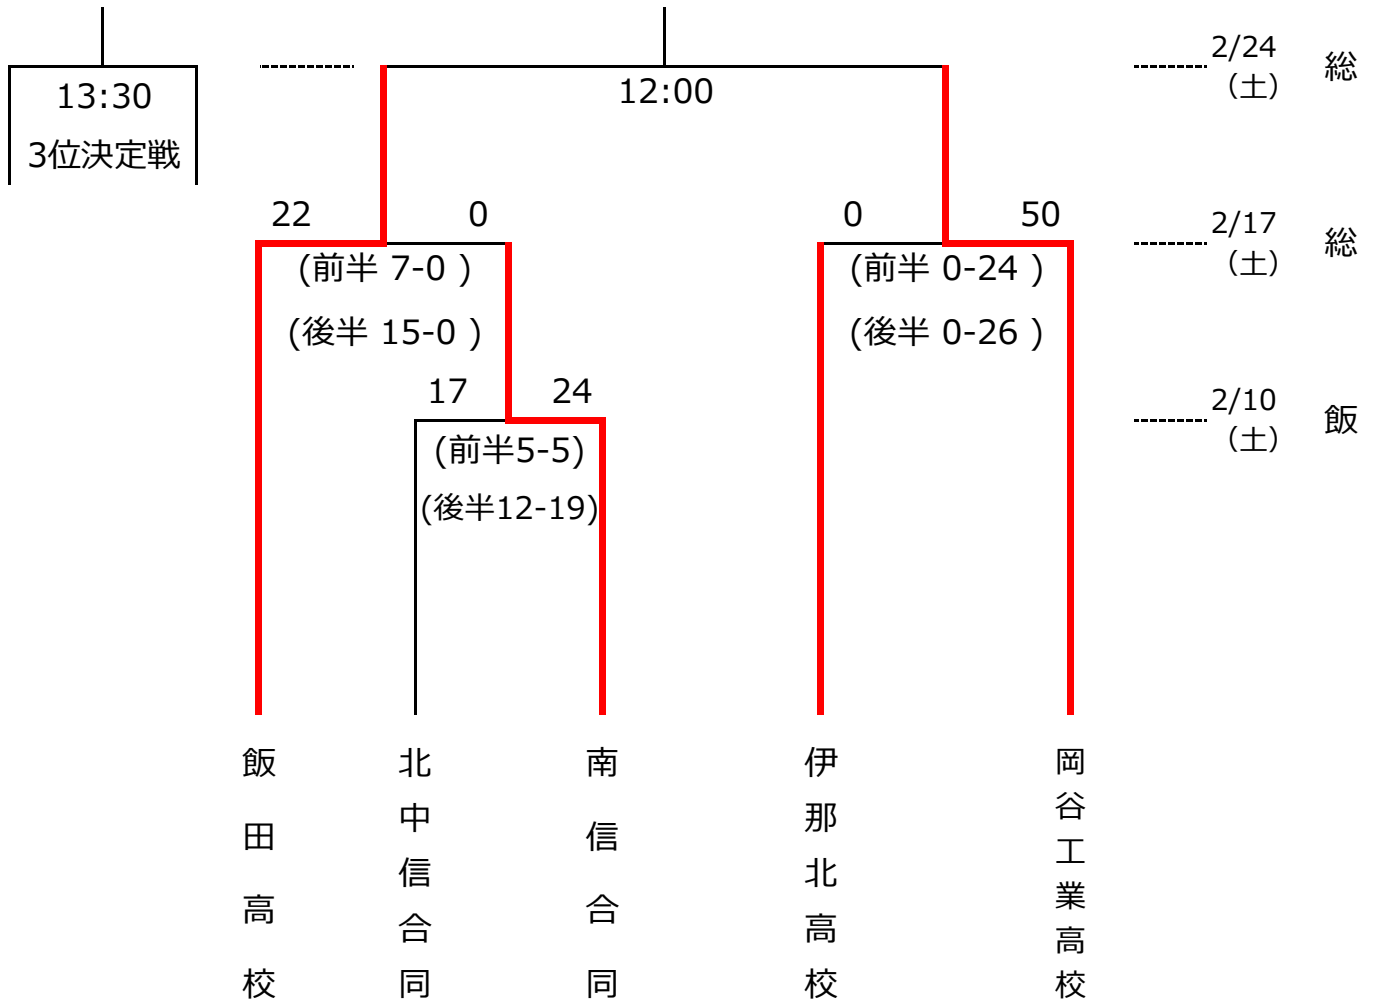 2/24
（土）
総
13:30
3位決定戦
12:00
22
0
0
50
2/17
（土）
総
(前半 7-0 )
(後半 15-0 )
(前半 0-24 )
(後半 0-26 )
17
24
2/10
（土）
飯
(前半5-5)
(後半12-19)
飯田高校
北中信合同
南信合同
伊那北高校
岡谷工業高校